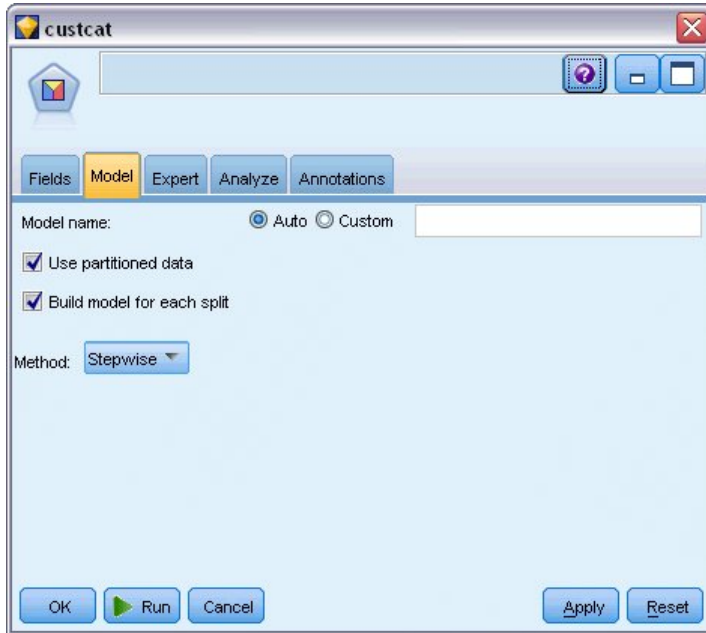 custcat
?
Fields Model Expert Analyze Annotations
Model name: Auto Custom
Use partitioned data
Build model for each split
Method: Stepwise
OK Run Cancel Apply Reset